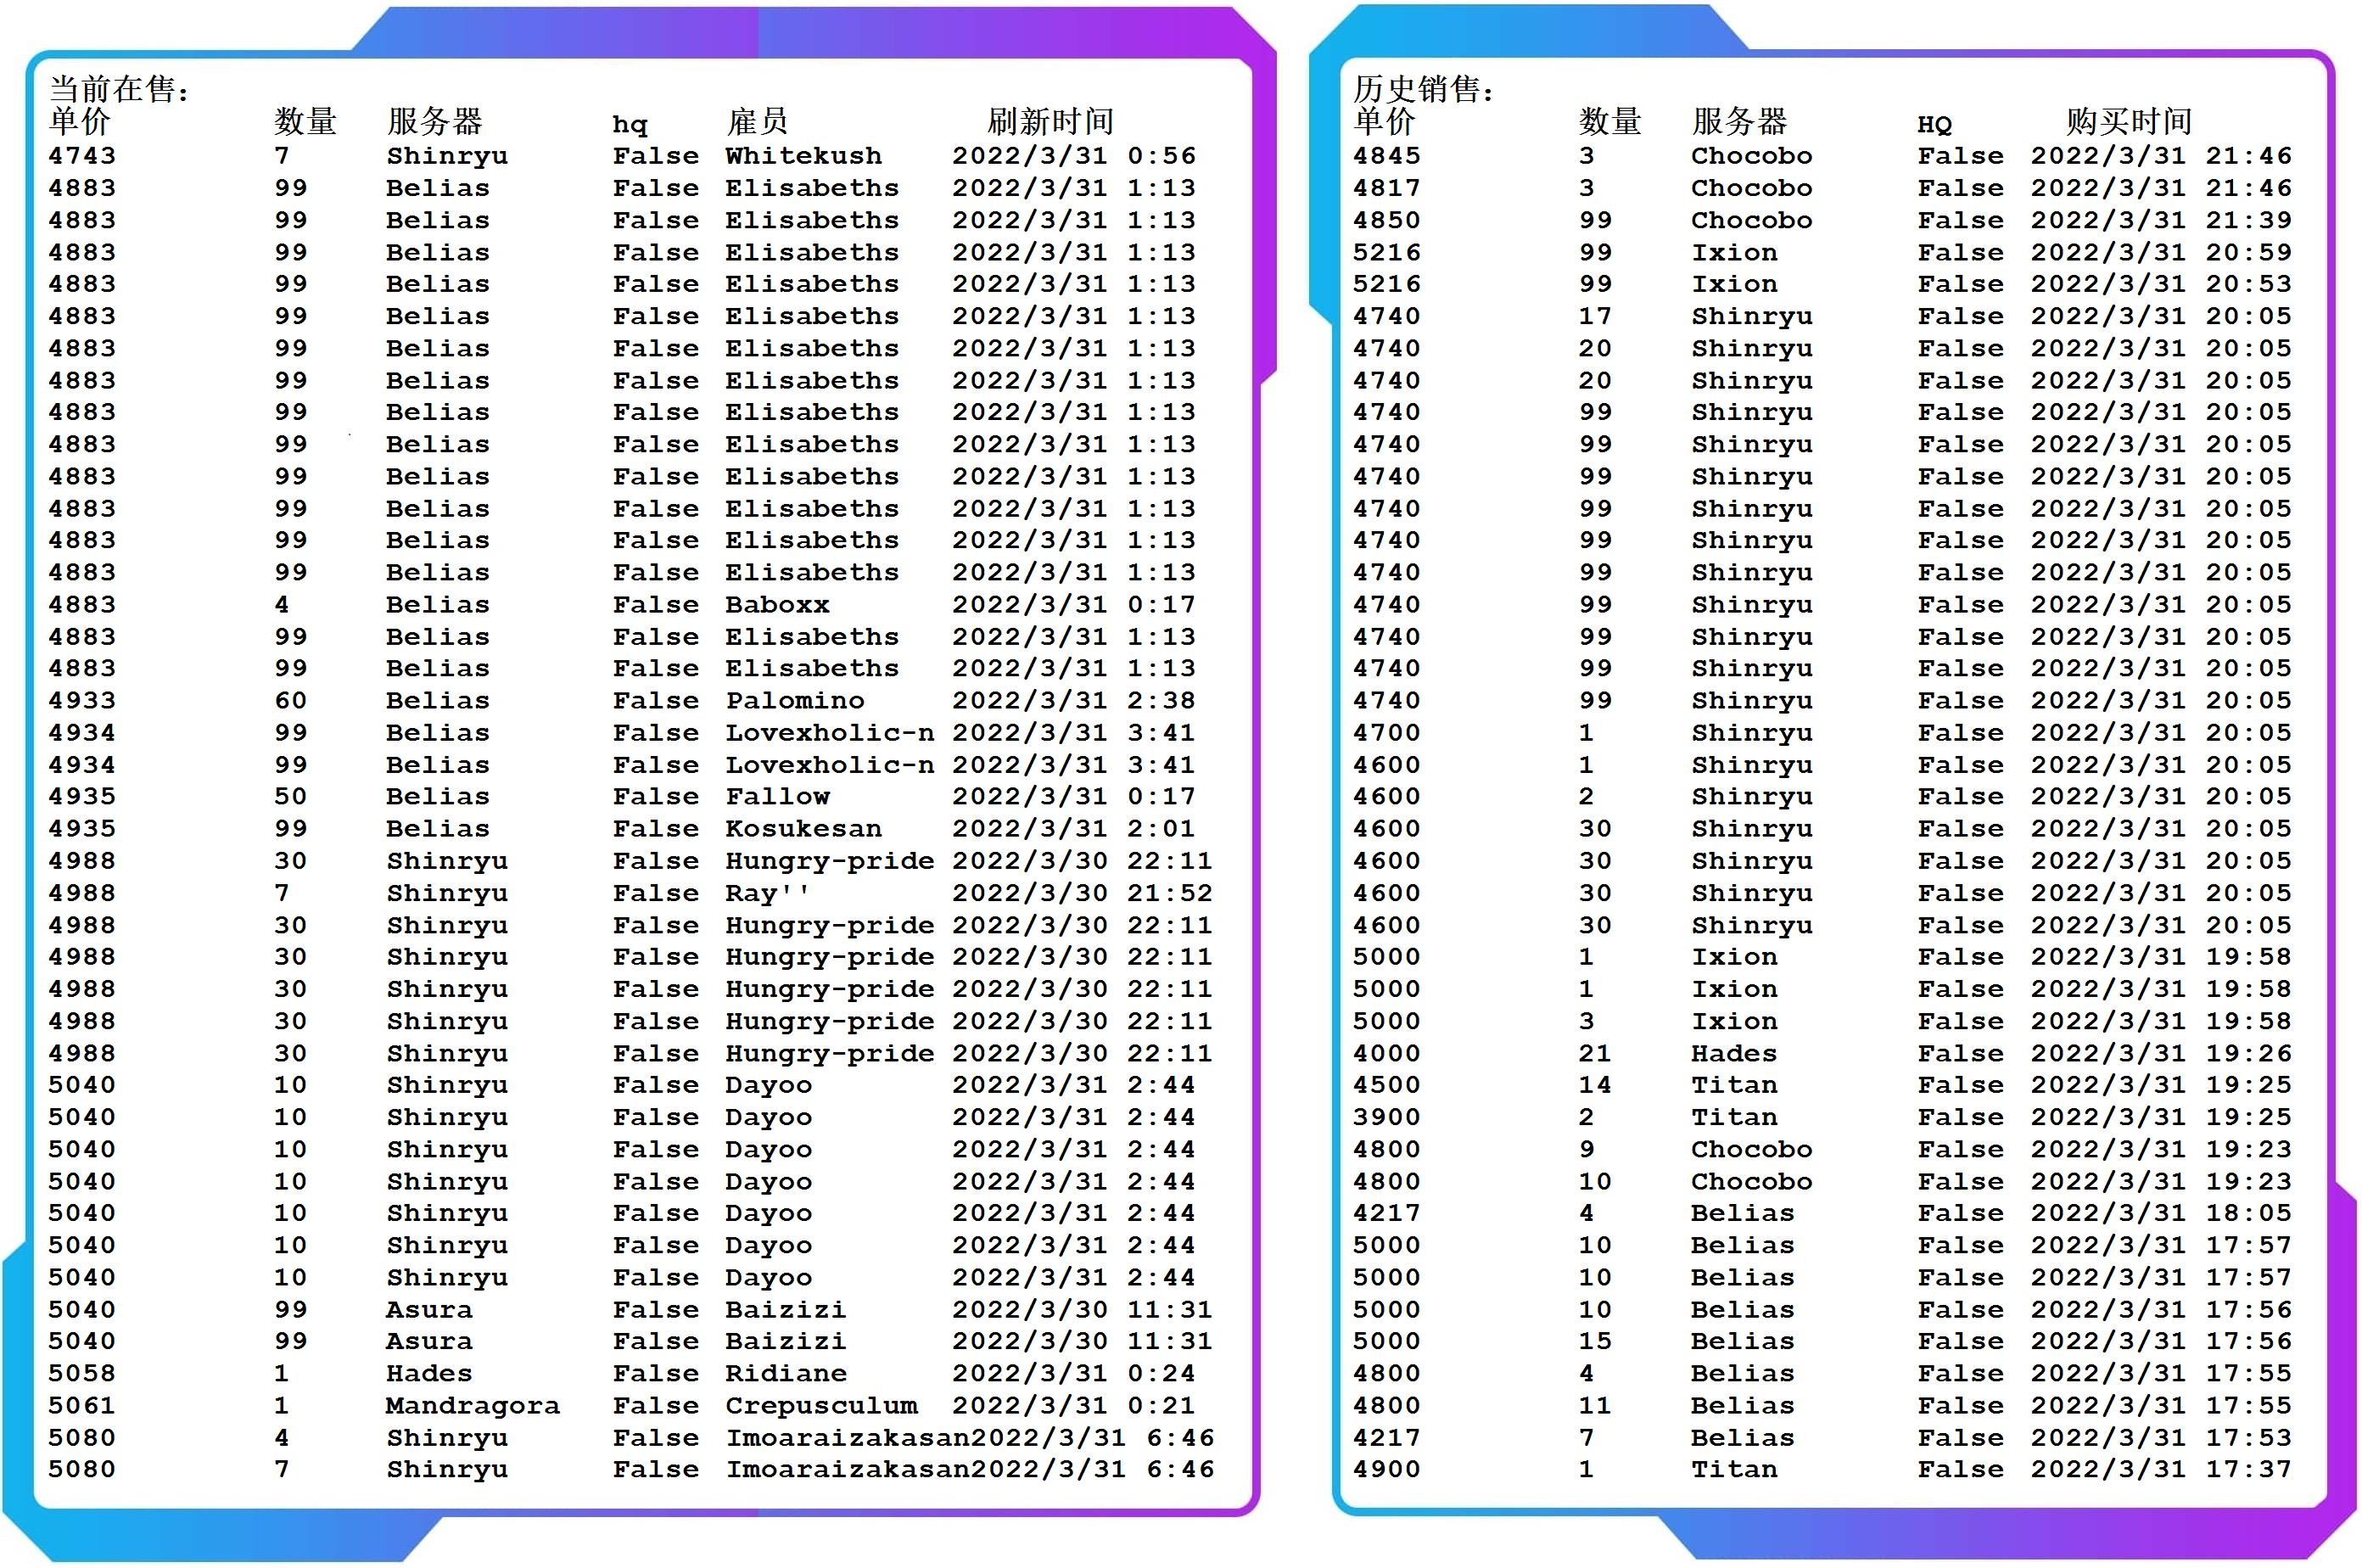 当前在售：
单价 数量 服务器 hq 雇员 刷新时间
4743 7 Shinryu False Whitekush 2022/3/31 0:56
4883 99 Belias False Elisabeths 2022/3/31 1:13
4883 99 Belias False Elisabeths 2022/3/31 1:13
4883 99 Belias False Elisabeths 2022/3/31 1:13
4883 99 Belias False Elisabeths 2022/3/31 1:13
4883 99 Belias False Elisabeths 2022/3/31 1:13
4883 99 Belias False Elisabeths 2022/3/31 1:13
4883 99 Belias False Elisabeths 2022/3/31 1:13
4883 99 Belias False Elisabeths 2022/3/31 1:13
4883 99 Belias False Elisabeths 2022/3/31 1:13
4883 99 Belias False Elisabeths 2022/3/31 1:13
4883 99 Belias False Elisabeths 2022/3/31 1:13
4883 99 Belias False Elisabeths 2022/3/31 1:13
4883 99 Belias False Elisabeths 2022/3/31 1:13
4883 4 Belias False Baboxx 2022/3/31 0:17
4883 99 Belias False Elisabeths 2022/3/31 1:13
4883 99 Belias False Elisabeths 2022/3/31 1:13
4933 60 Belias False Palomino 2022/3/31 2:38
4934 99 Belias False Lovexholic-n 2022/3/31 3:41
4934 99 Belias False Lovexholic-n 2022/3/31 3:41
4935 50 Belias False Fallow 2022/3/31 0:17
4935 99 Belias False Kosukesan 2022/3/31 2:01
4988 30 Shinryu False Hungry-pride 2022/3/30 22:11
4988 7 Shinryu False Ray'' 2022/3/30 21:52
4988 30 Shinryu False Hungry-pride 2022/3/30 22:11
4988 30 Shinryu False Hungry-pride 2022/3/30 22:11
4988 30 Shinryu False Hungry-pride 2022/3/30 22:11
4988 30 Shinryu False Hungry-pride 2022/3/30 22:11
4988 30 Shinryu False Hungry-pride 2022/3/30 22:11
5040 10 Shinryu False Dayoo 2022/3/31 2:44
5040 10 Shinryu False Dayoo 2022/3/31 2:44
5040 10 Shinryu False Dayoo 2022/3/31 2:44
5040 10 Shinryu False Dayoo 2022/3/31 2:44
5040 10 Shinryu False Dayoo 2022/3/31 2:44
5040 10 Shinryu False Dayoo 2022/3/31 2:44
5040 10 Shinryu False Dayoo 2022/3/31 2:44
5040 99 Asura False Baizizi 2022/3/30 11:31
5040 99 Asura False Baizizi 2022/3/30 11:31
5058 1 Hades False Ridiane 2022/3/31 0:24
5061 1 Mandragora False Crepusculum 2022/3/31 0:21
5080 4 Shinryu False Imoaraizakasan2022/3/31 6:46
5080 7 Shinryu False Imoaraizakasan2022/3/31 6:46
历史销售：
单价 数量 服务器 HQ 购买时间
4845 3 Chocobo False 2022/3/31 21:46
4817 3 Chocobo False 2022/3/31 21:46
4850 99 Chocobo False 2022/3/31 21:39
5216 99 Ixion False 2022/3/31 20:59
5216 99 Ixion False 2022/3/31 20:53
4740 17 Shinryu False 2022/3/31 20:05
4740 20 Shinryu False 2022/3/31 20:05
4740 20 Shinryu False 2022/3/31 20:05
4740 99 Shinryu False 2022/3/31 20:05
4740 99 Shinryu False 2022/3/31 20:05
4740 99 Shinryu False 2022/3/31 20:05
4740 99 Shinryu False 2022/3/31 20:05
4740 99 Shinryu False 2022/3/31 20:05
4740 99 Shinryu False 2022/3/31 20:05
4740 99 Shinryu False 2022/3/31 20:05
4740 99 Shinryu False 2022/3/31 20:05
4740 99 Shinryu False 2022/3/31 20:05
4740 99 Shinryu False 2022/3/31 20:05
4700 1 Shinryu False 2022/3/31 20:05
4600 1 Shinryu False 2022/3/31 20:05
4600 2 Shinryu False 2022/3/31 20:05
4600 30 Shinryu False 2022/3/31 20:05
4600 30 Shinryu False 2022/3/31 20:05
4600 30 Shinryu False 2022/3/31 20:05
4600 30 Shinryu False 2022/3/31 20:05
5000 1 Ixion False 2022/3/31 19:58
5000 1 Ixion False 2022/3/31 19:58
5000 3 Ixion False 2022/3/31 19:58
4000 21 Hades False 2022/3/31 19:26
4500 14 Titan False 2022/3/31 19:25
3900 2 Titan False 2022/3/31 19:25
4800 9 Chocobo False 2022/3/31 19:23
4800 10 Chocobo False 2022/3/31 19:23
4217 4 Belias False 2022/3/31 18:05
5000 10 Belias False 2022/3/31 17:57
5000 10 Belias False 2022/3/31 17:57
5000 10 Belias False 2022/3/31 17:56
5000 15 Belias False 2022/3/31 17:56
4800 4 Belias False 2022/3/31 17:55
4800 11 Belias False 2022/3/31 17:55
4217 7 Belias False 2022/3/31 17:53
4900 1 Titan False 2022/3/31 17:37